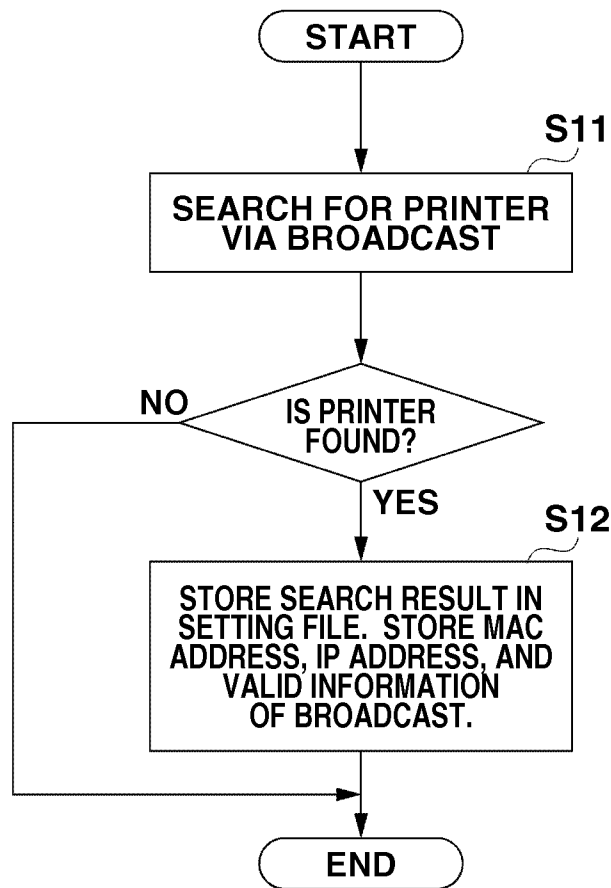 START
S11
SEARCH FOR PRINTER
VIA BROADCAST
NO
IS PRINTER
FOUND?
YES
S12
STORE SEARCH RESULT IN
SETTING FILE. STORE MAC
ADDRESS, IP ADDRESS, AND
VALID INFORMATION
OF BROADCAST.
END